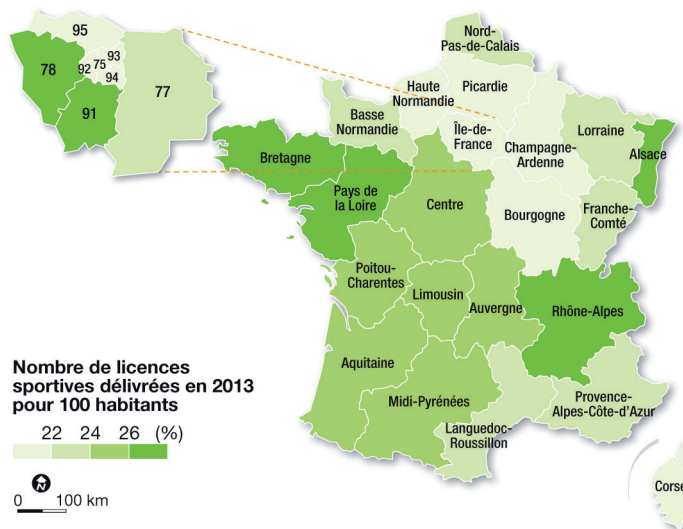 95
93
75
92
94
78
91
77
Nord-
Pas-de-Calais
Haute
Normandie
Picardie
Basse
Normandie
Île-de-
France
Champagne-
Ardenne
Lorraine
Alsace
Bretagne
Pays de
la Loire
Centre
Bourgogne
Franche-
Comté
Poitou-
Charentes
Limousin
Auvergne
Rhône-Alpes
Aquitaine
Midi-Pyrénées
Languedoc-
Roussillon
Provence-
Alpes-Côte-d'Azur
Corse
Nombre de licences
sportives délivrées en 2013
pour 100 habitants
22 24 26 (%)
N
0 100 km